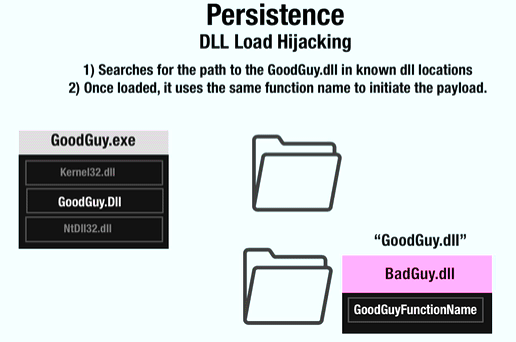 Persistence
DLL Load Hijacking
1) Searches for the path to the GoodGuy.dll in known dll locations
2) Once loaded, it uses the same function name to initiate the payload.
GoodGuy.exe
Kernel32.dll
GoodGuy.Dll
NtDll32.dll
“GoodGuy.dll”
BadGuy.dll
GoodGuyFunctionName